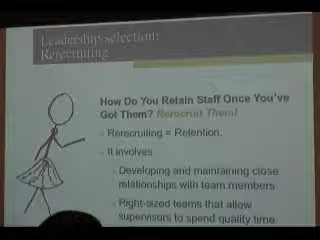 Leadership selection:
Rerecruiting
How Do You Retain Staff Once You've
Got Them? Rerecruit Them!
Rerecruiting = Retention.
It involves
Developing and maintaining close
relationships with team members
Right-sized teams that allow
supervisors to spend quality time